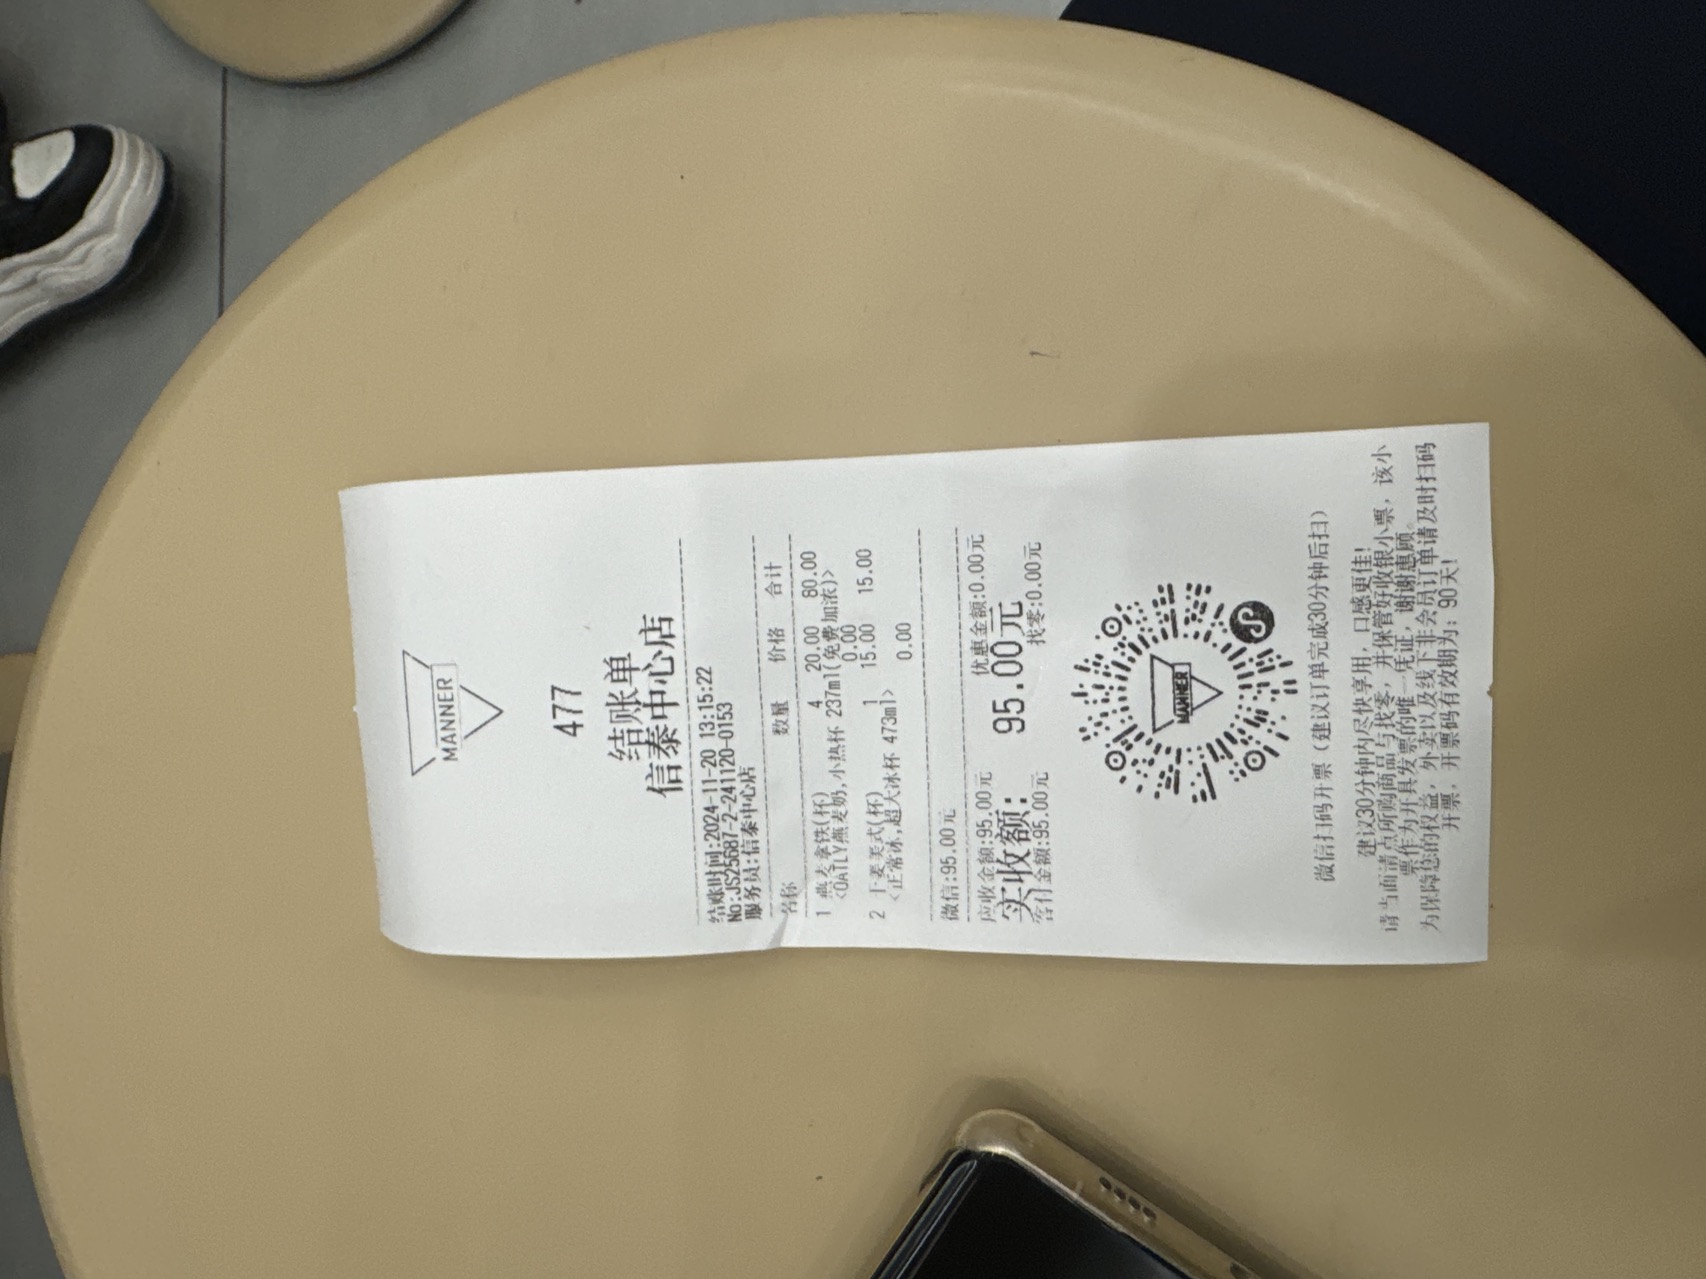 MANNER
477
结账单
信泰中心店
结账时间:2024-11-20 13:15:22
No:JS25687-2-241120-0153
服务员:信泰中心店
名称 数量 价格 合计
1 燕麦拿铁(杯) 4 20.00 80.00
<OAILY燕麦奶,小热杯 237ml(免费加浓)>
0.00
2 美式(杯) 1 15.00 15.00
<正常冰,超大冰杯 473ml> 0.00
微信:95.00元
应收金额:95.00元 优惠金额:0.00元
实收额: 95.00元
客付金额:95.00元 找零:0.00元
MANNER
微信扫码开票（建议订单完成30分钟后扫）
建议30分钟内尽快享用，口感更佳!
请当面清点所购商品与找零，并保管好收银小票，该小
票作为开具发票的唯一凭证，谢谢惠顾。
为保障您的权益，外卖以及线下非会员订单请及时扫码
开票，开票码有效期为：90天!